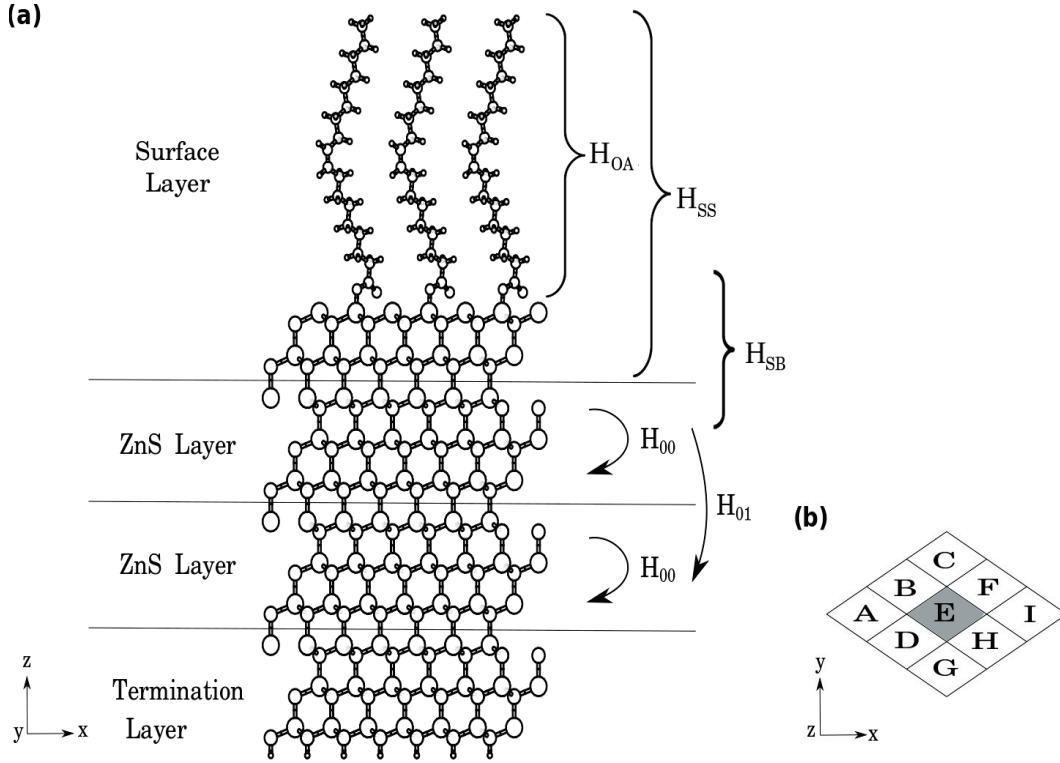 (a)
Surface
Layer
H_OA
H_SS
H_SB
ZnS Layer
H_00
H_01
ZnS Layer
H_00
Termination
Layer
z
y
x
(b)
C
B
F
A
E
I
D
H
G
y
z
x